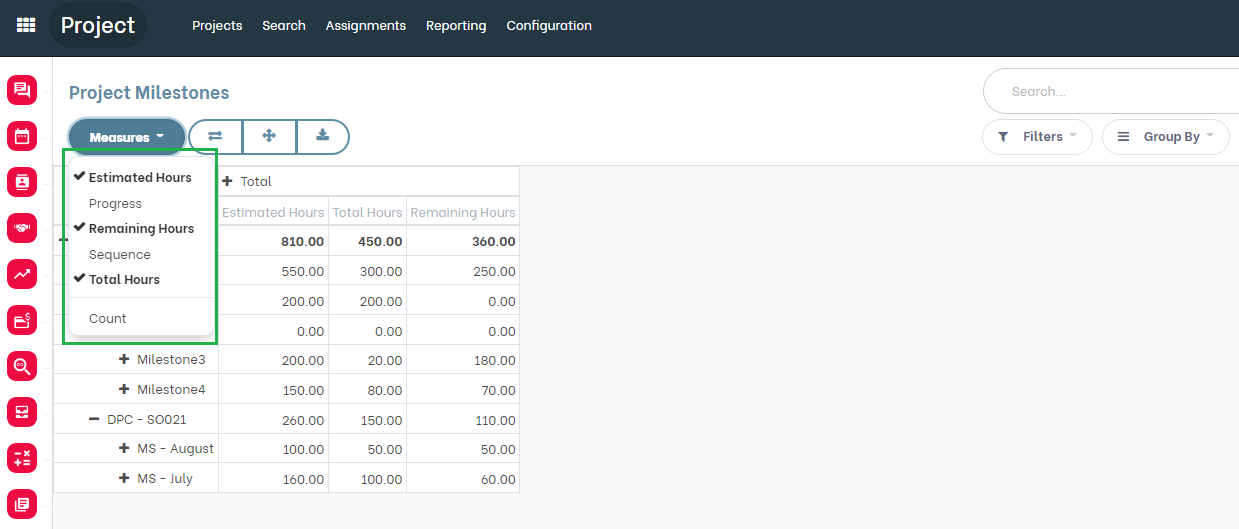 Project Projects Search Assignments Reporting Configuration
Project Milestones
Search...
Measures
Filters Group By
Estimated Hours
Progress
Remaining Hours
Sequence
Total Hours
Count
Total
Estimated Hours Total Hours Remaining Hours
810.00 450.00 360.00
550.00 300.00 250.00
200.00 200.00 0.00
0.00 0.00 0.00
Milestone3 200.00 20.00 180.00
Milestone4 150.00 80.00 70.00
DPC - SO021 260.00 150.00 110.00
MS - August 100.00 50.00 50.00
MS - July 160.00 100.00 60.00